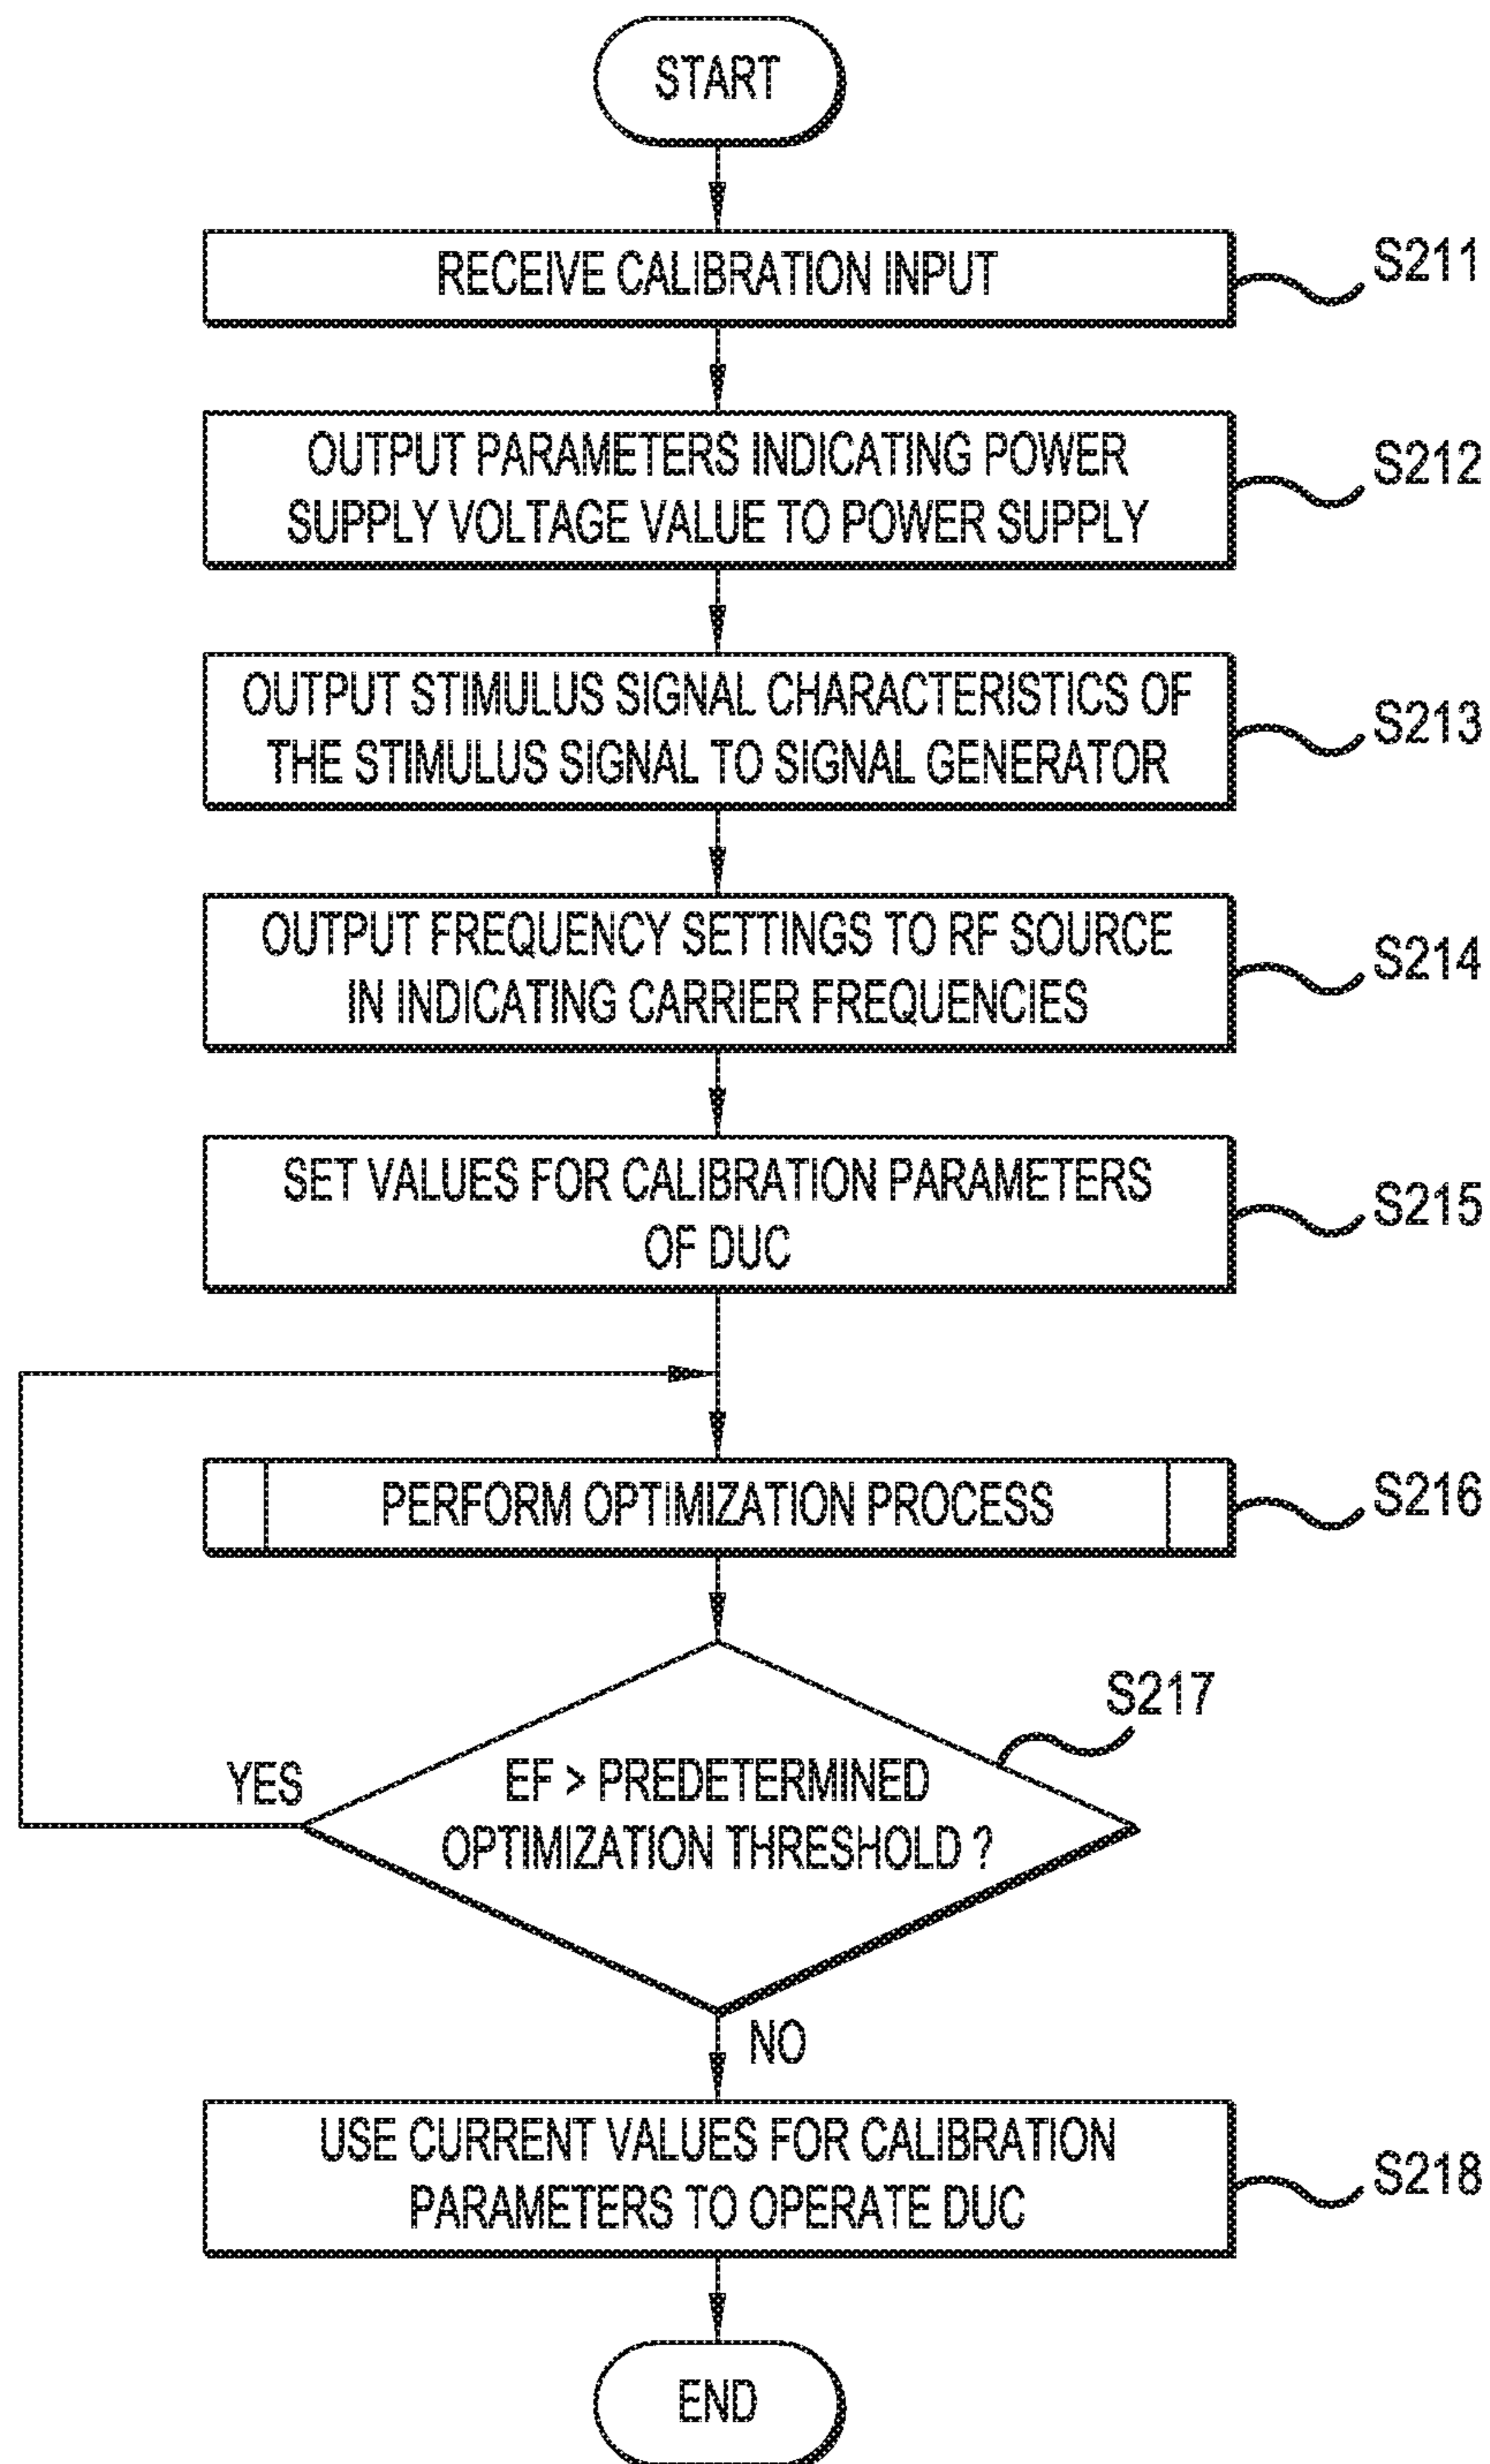 START
RECEIVE CALIBRATION INPUT
S211
OUTPUT PARAMETERS INDICATING POWER
SUPPLY VOLTAGE VALUE TO POWER SUPPLY
S212
OUTPUT STIMULUS SIGNAL CHARACTERISTICS OF
THE STIMULUS SIGNAL TO SIGNAL GENERATOR
S213
OUTPUT FREQUENCY SETTINGS TO RF SOURCE
IN INDICATING CARRIER FREQUENCIES
S214
SET VALUES FOR CALIBRATION PARAMETERS
OF DUC
S215
PERFORM OPTIMIZATION PROCESS
S216
S217
YES
EF > PREDETERMINED
OPTIMIZATION THRESHOLD ?
NO
USE CURRENT VALUES FOR CALIBRATION
PARAMETERS TO OPERATE DUC
S218
END